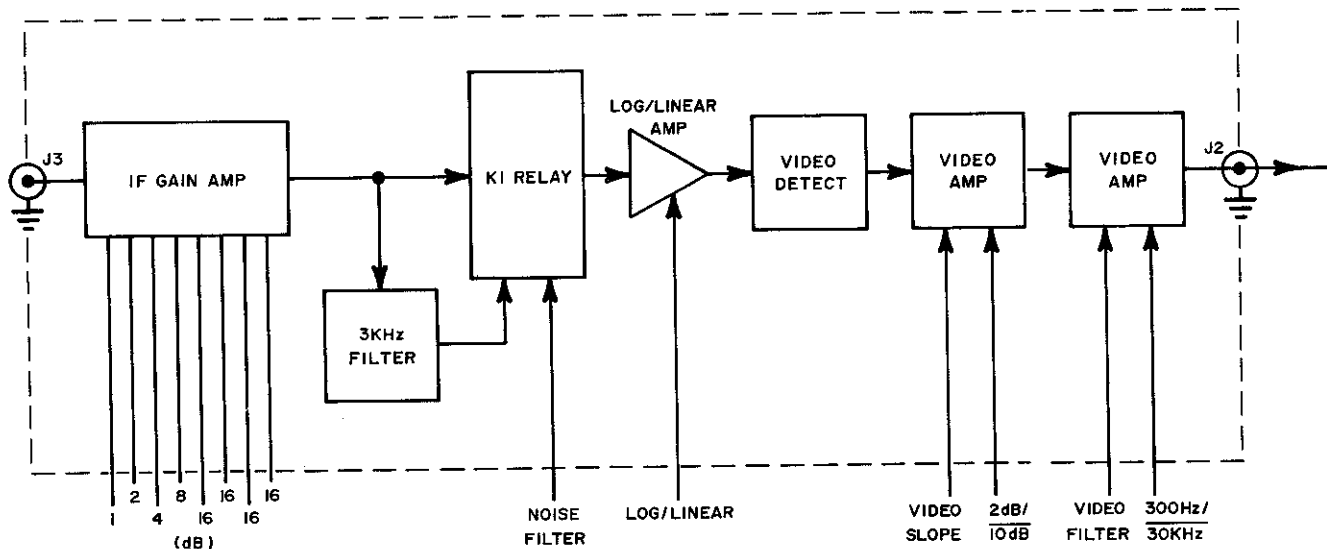 LOG/LINEAR
AMP
J3
IF GAIN AMP
K1 RELAY
VIDEO
DETECT
VIDEO
AMP
VIDEO
AMP
J2
3KHz
FILTER
1
2
4
8
16
16
16
16
(dB)
NOISE
FILTER
LOG/LINEAR
VIDEO
SLOPE
2dB/
10dB
VIDEO
FILTER
300Hz/
30KHz